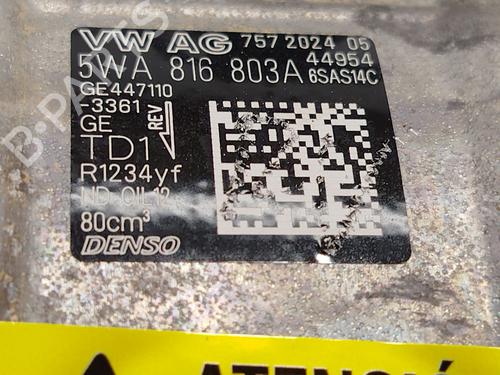 VW AG 757 2024 05
5WA 816 803A 44954
6SAS14C
GE447110
-3361
GE REV
TD1
R1234yf
ND-OIL12
80cm³
DENSO
B-PARTS
ATENCIÓ